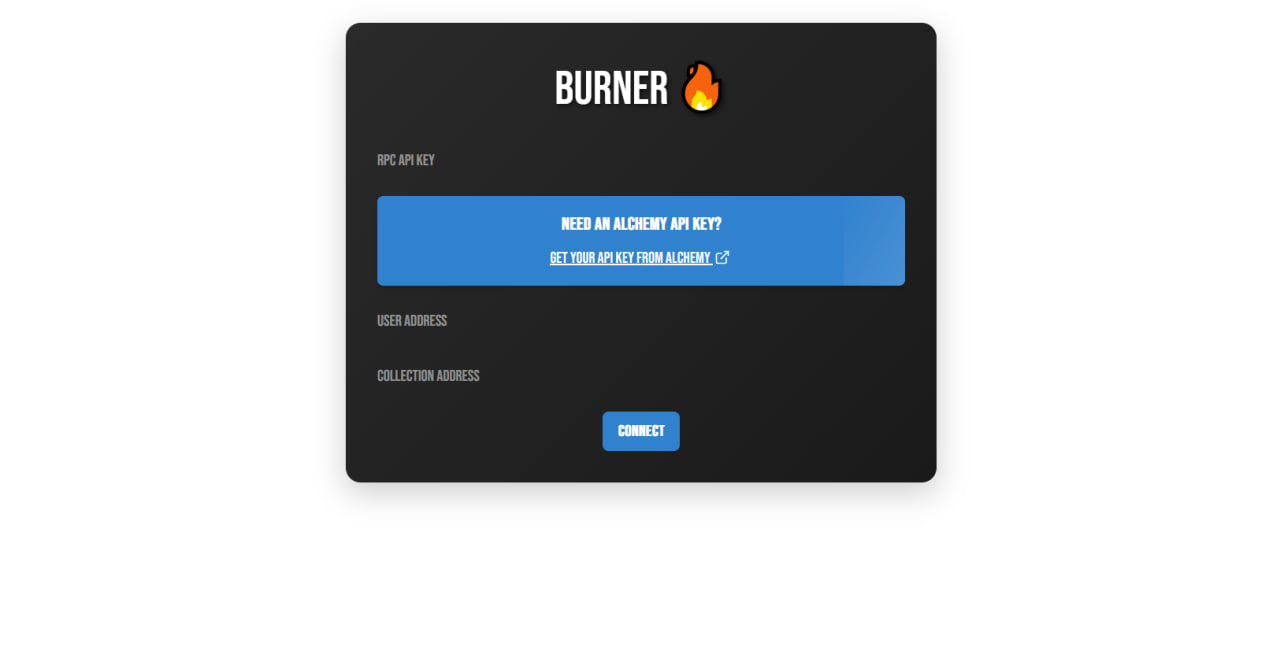 BURNER 🔥
RPC API KEY
NEED AN ALCHEMY API KEY?
GET YOUR API KEY FROM ALCHEMY
USER ADDRESS
COLLECTION ADDRESS
CONNECT